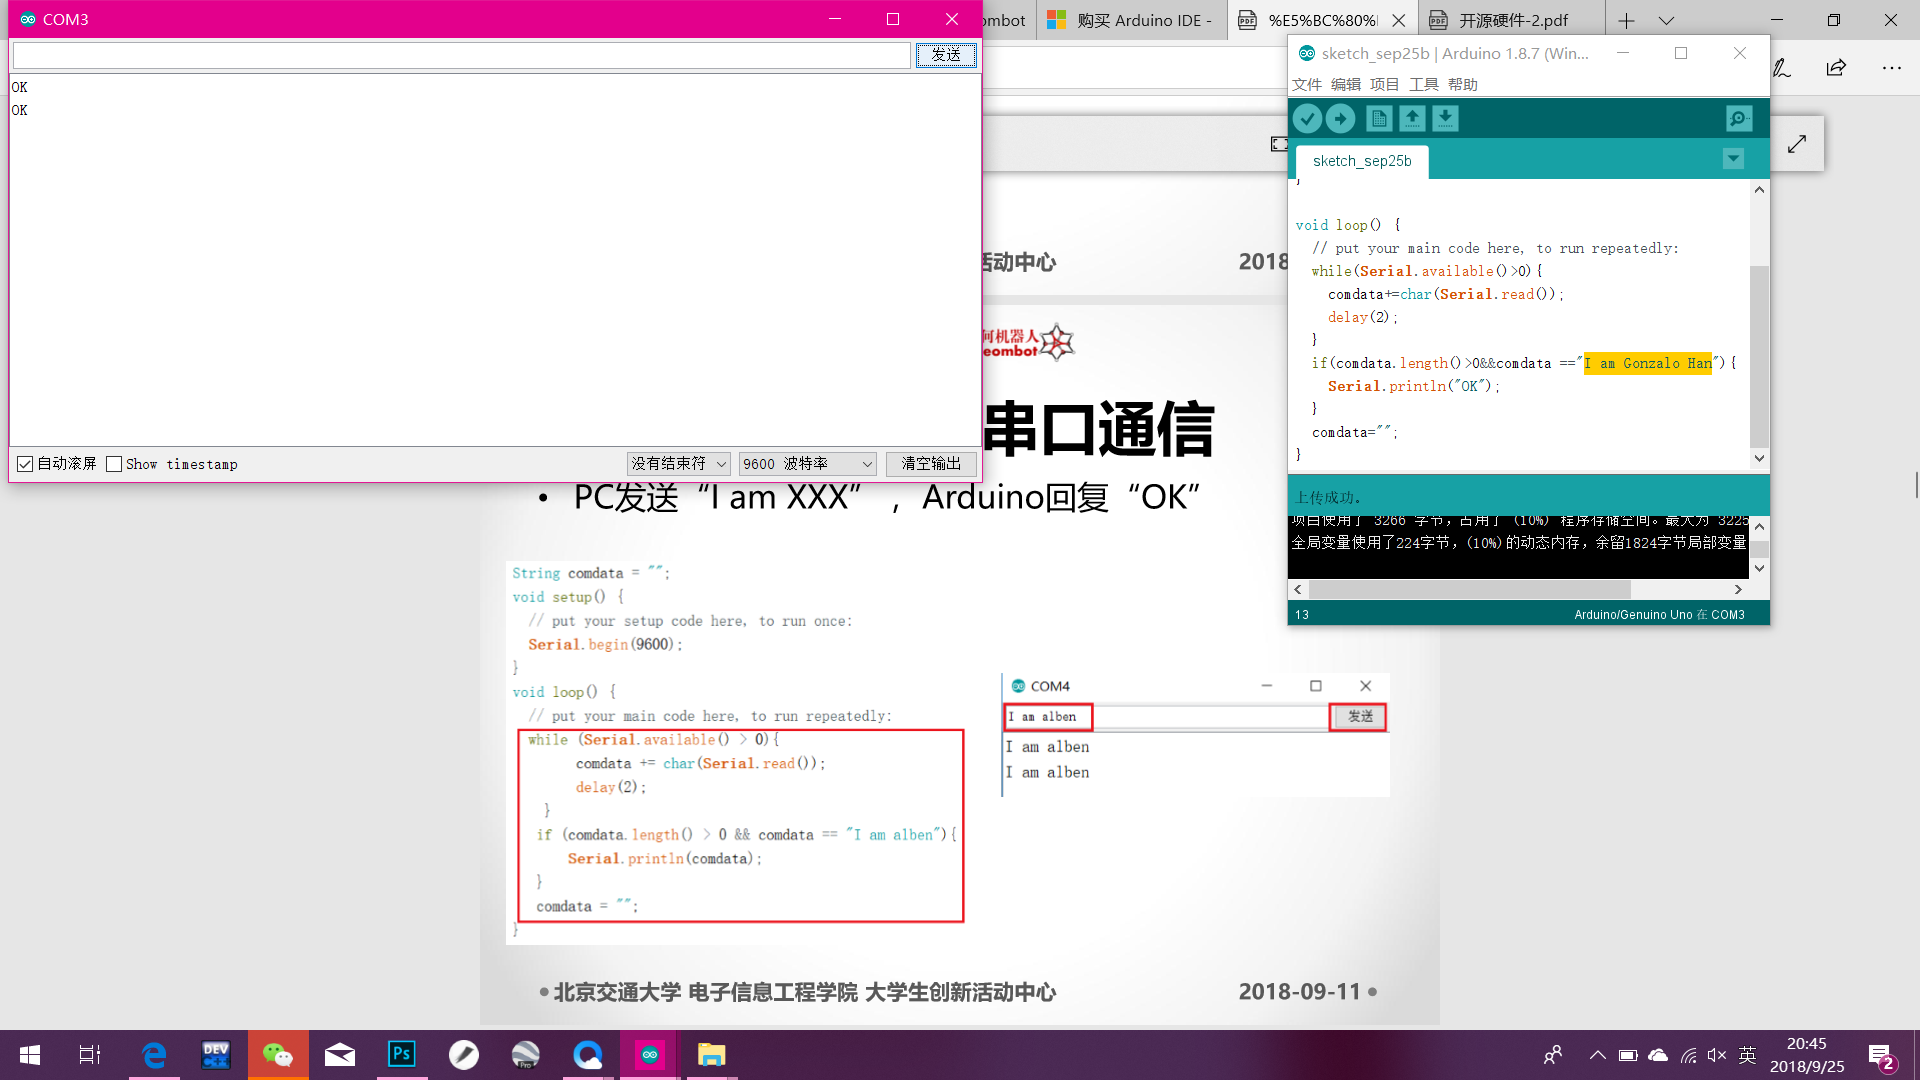 COM3
发送
OK
OK
自动滚屏
Show timestamp
没有结束符
9600 波特率
清空输出
ombot
购买 Arduino IDE -
%E5%BC%80%
开源硬件-2.pdf
活动中心
2018
何机器人
eombot
串口通信
• PC发送“I am XXX”，Arduino回复“OK”
String comdata = "";
void setup() {
// put your setup code here, to run once:
Serial.begin(9600);
}
void loop() {
// put your main code here, to run repeatedly:
while (Serial.available() > 0){
comdata += char(Serial.read());
delay(2);
}
if (comdata.length() > 0 && comdata == "I am alben"){
Serial.println(comdata);
}
comdata = "";
}
COM4
I am alben
发送
I am alben
I am alben
北京交通大学 电子信息工程学院 大学生创新活动中心
2018-09-11
sketch_sep25b | Arduino 1.8.7 (Win...
文件 编辑 项目 工具 帮助
sketch_sep25b
}
void loop() {
// put your main code here, to run repeatedly:
while(Serial.available()>0){
comdata+=char(Serial.read());
delay(2);
}
if(comdata.length()>0&&comdata =="I am Gonzalo Han"){
Serial.println("OK");
}
comdata="";
}
上传成功。
项目使用了 3266 字节，占用了 (10%) 程序存储空间。最大为 3225
全局变量使用了224字节，(10%)的动态内存，余留1824字节局部变量
13
Arduino/Genuino Uno 在 COM3
DEV
C++
Ps
Pro
英
20:45
2018/9/25
2